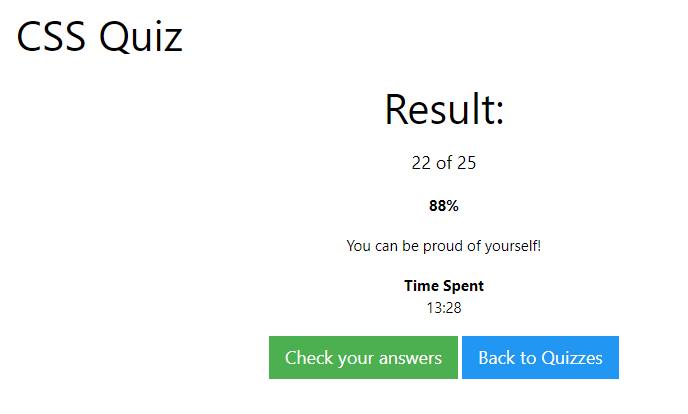 CSS Quiz
Result:
22 of 25
88%
You can be proud of yourself!
Time Spent
13:28
Check your answers Back to Quizzes